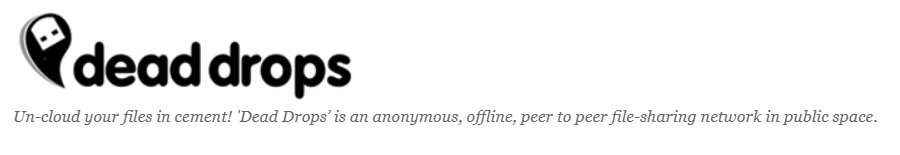 dead drops
Un-cloud your files in cement! 'Dead Drops' is an anonymous, offline, peer to peer file-sharing network in public space.